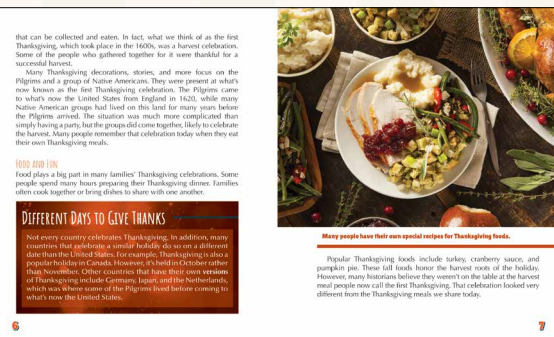 that can be collected and eaten. In fact, what we think of as the first
Thanksgiving, which took place in the 1600s, was a harvest celebration.
Some of the people who gathered together for it were thankful for a
successful harvest.
Many Thanksgiving decorations, stories, and more focus on the
Pilgrims and a group of Native Americans. They were present at what's
now known as the first Thanksgiving celebration. The Pilgrims came
to what's now the United States from England in 1620, while many
Native American groups had lived on this land for many years before
the Pilgrims arrived. The situation was much more complicated than
simply having a party, but the groups did come together, likely to celebrate
the harvest. Many people remember that celebration today when they eat
their own Thanksgiving meals.
Food and Fun
Food plays a big part in many families' Thanksgiving celebrations. Some
people spend many hours preparing their Thanksgiving dinner. Families
often cook together or bring dishes to share with one another.
Different Days to Give Thanks
Not every country celebrates Thanksgiving. In addition, many
countries that celebrate a similar holiday do so on a different
date than the United States. For example, Thanksgiving is also a
popular holiday in Canada. However, it's held in October rather
than November. Other countries that have their own versions
of Thanksgiving include Germany, Japan, and the Netherlands,
which was where some of the Pilgrims lived before coming to
what's now the United States.
6
Many people have their own special recipes for Thanksgiving foods.
Popular Thanksgiving foods include turkey, cranberry sauce, and
pumpkin pie. These fall foods honor the harvest roots of the holiday.
However, many historians believe they weren't on the table at the harvest
meal people now call the first Thanksgiving. That celebration looked very
different from the Thanksgiving meals we share today.
7